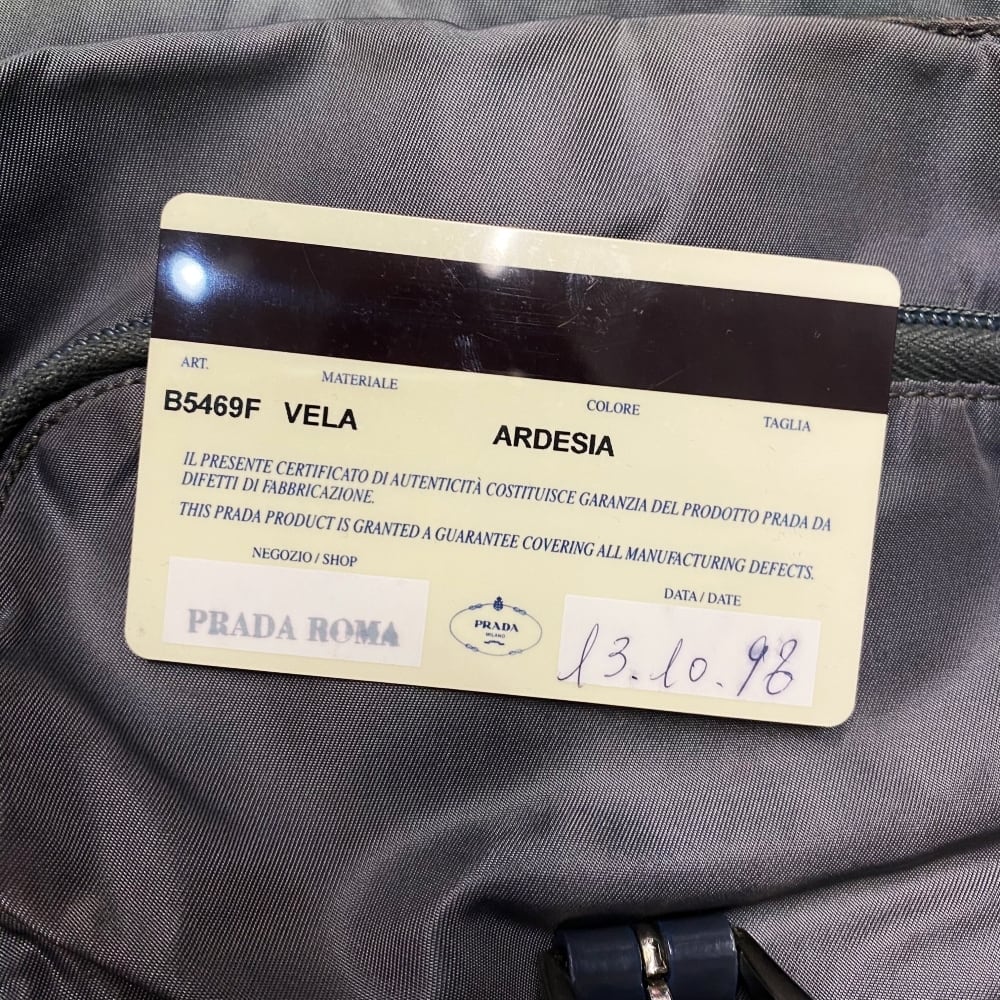 ART. MATERIALE COLORE TAGLIA
B5469F VELA ARDESIA
IL PRESENTE CERTIFICATO DI AUTENTICITÀ COSTITUISCE GARANZIA DEL PRODOTTO PRADA DA
DIFETTI DI FABBRICAZIONE.
THIS PRADA PRODUCT IS GRANTED A GUARANTEE COVERING ALL MANUFACTURING DEFECTS.
NEGOZIO / SHOP
PRADA ROMA
PRADA
MILANO
DATA / DATE
13.10.98